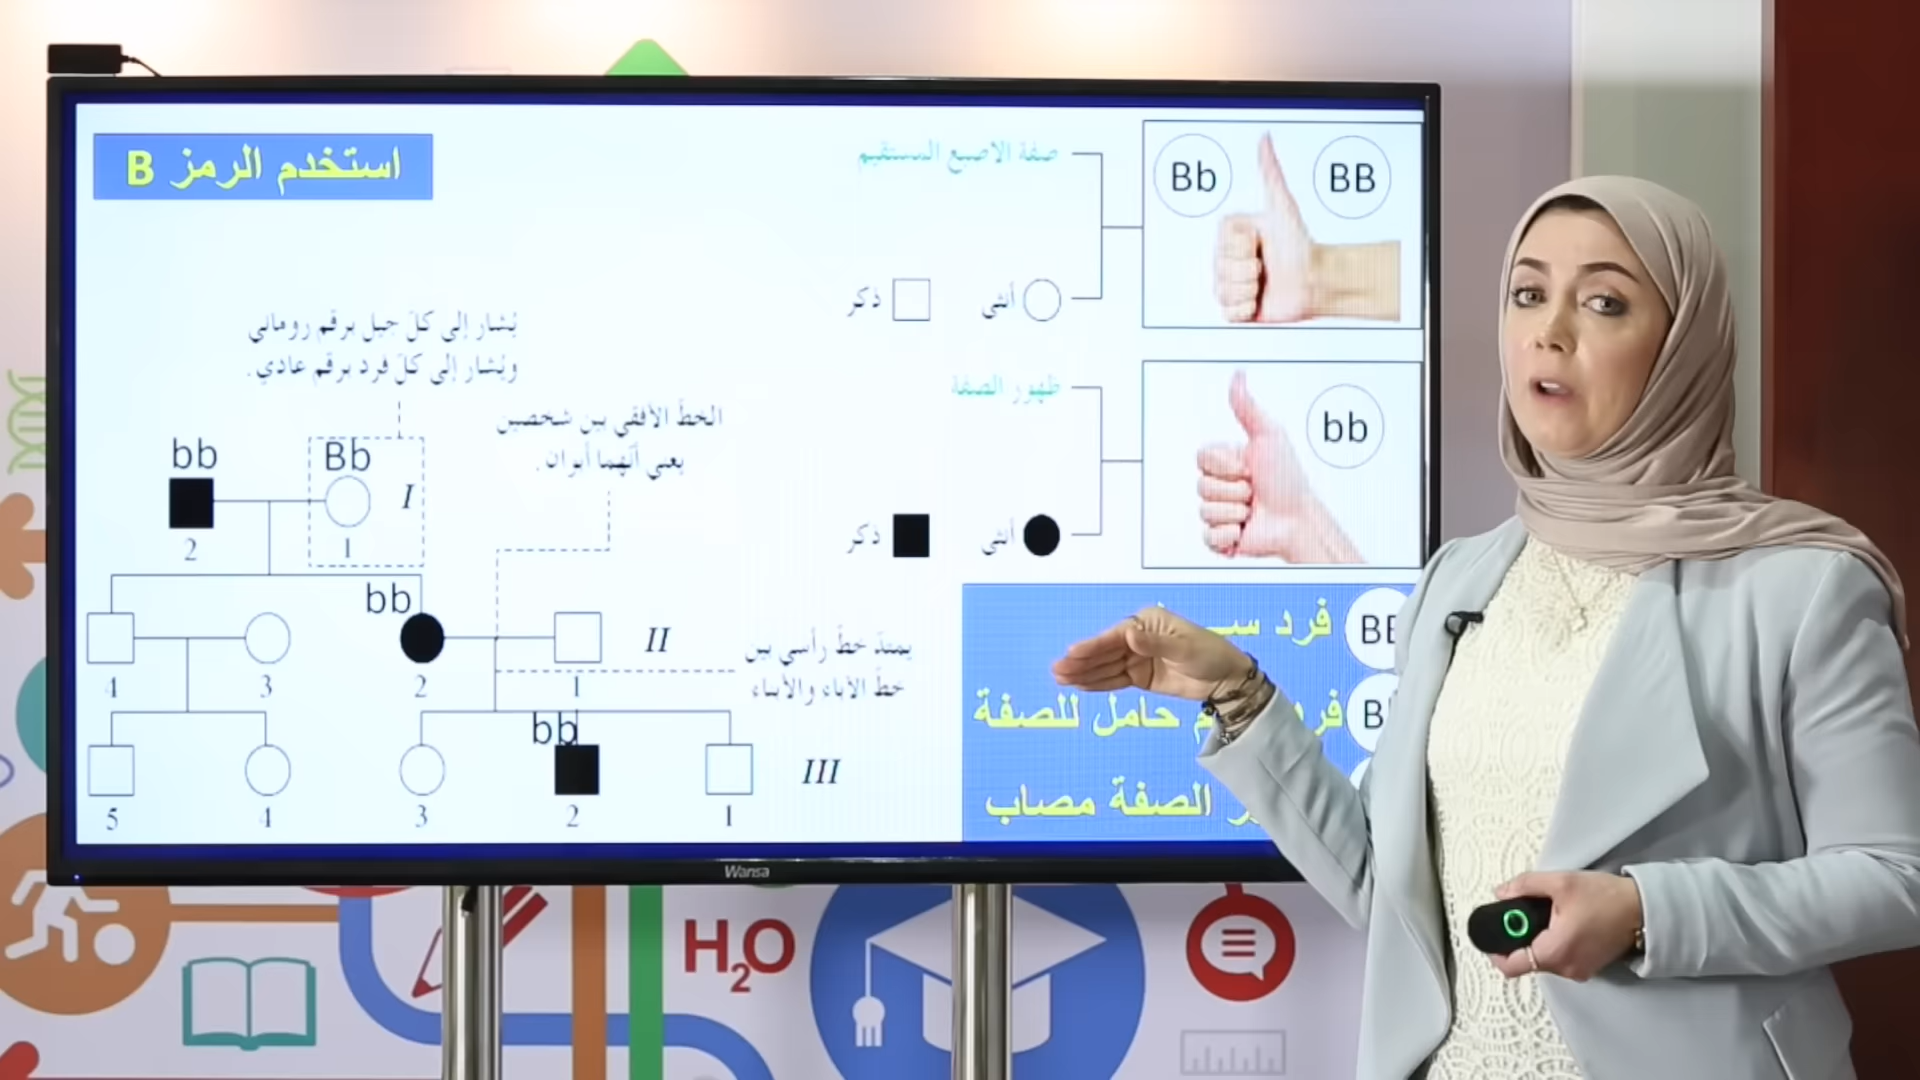 استخدم الرمز B
صفة الاصبع المستقيم
Bb
BB
ذكر
أنثى
يُشار إلى كلّ جيل برقم روماني
ويُشار إلى كلّ فرد برقم عادي.
ظهور الصفة
bb
الخطّ الأفقي بين شخصين
يعني أنّهما أبوان.
ذكر
أنثى
bb
Bb
I
2
1
bb
II
4
3
2
1
يمتدّ خطّ رأسي بين
خطّ الآباء والأبناء
bb
III
5
4
3
2
1
فرد
حامل للصفة
الصفة مصاب
Wansa
H2O